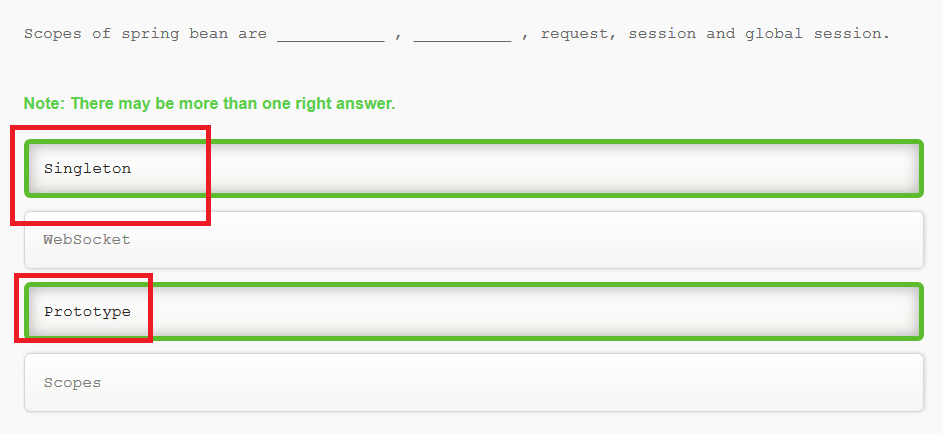 Scopes of spring bean are ___________ , __________ , request, session and global session.
Note: There may be more than one right answer.
Singleton
WebSocket
Prototype
Scopes